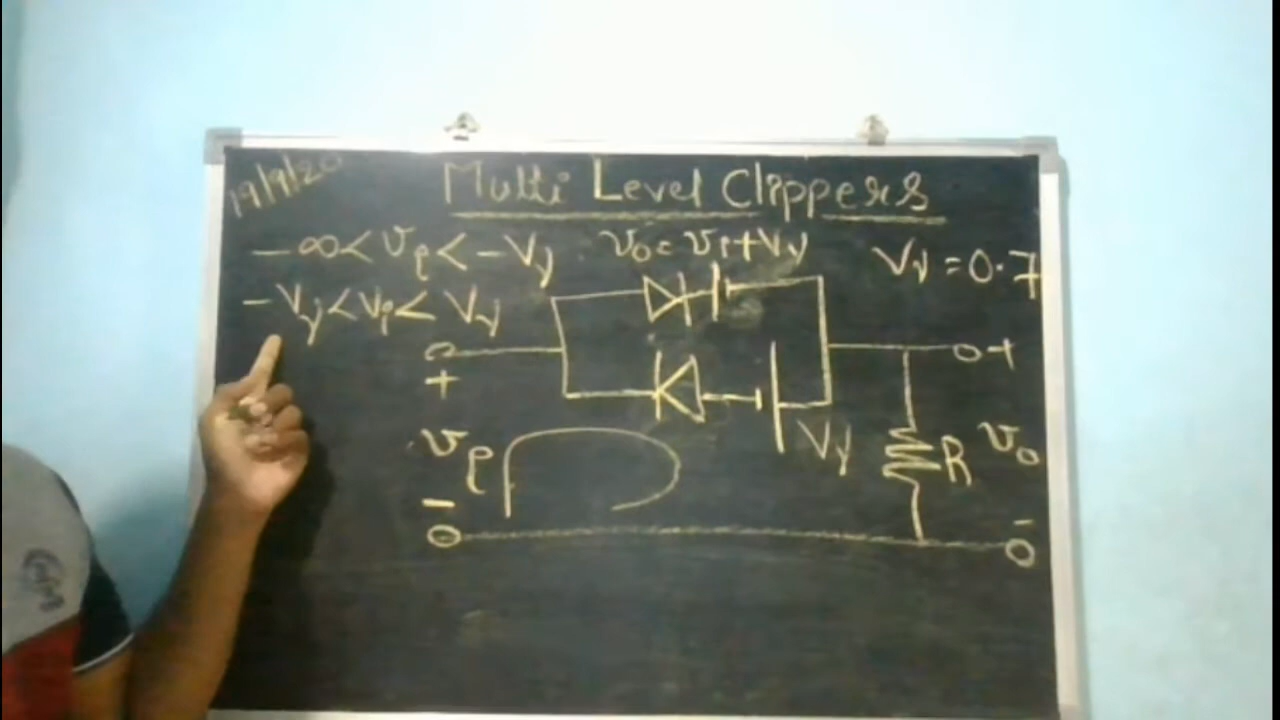 19/9/20
Multi Level Clippers
-∞ < vi < -Vγ vo = vi + Vγ Vγ = 0.7
-Vγ < vi < Vγ
+ +
vi Vγ R vo
- -